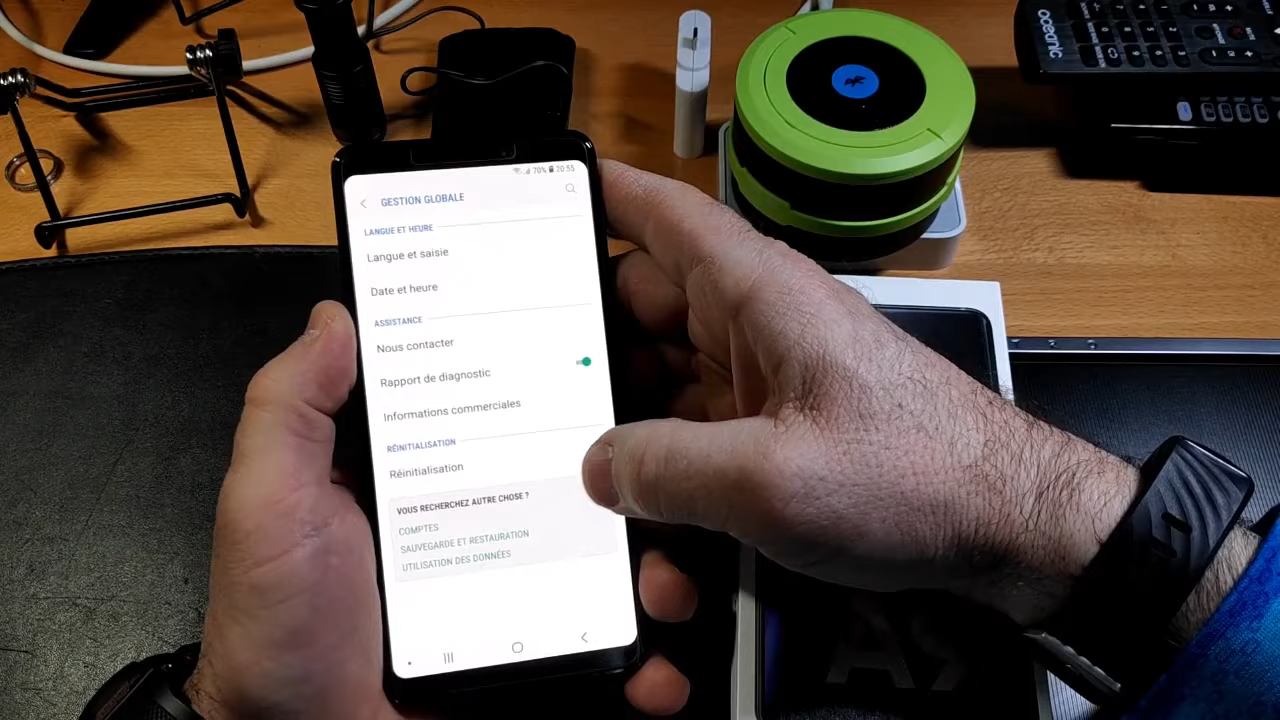 70% 20:55
GESTION GLOBALE
LANGUE ET HEURE
Langue et saisie
Date et heure
ASSISTANCE
Nous contacter
Rapport de diagnostic
Informations commerciales
RÉINITIALISATION
Réinitialisation
VOUS RECHERCHEZ AUTRE CHOSE ?
COMPTES
SAUVEGARDE ET RESTAURATION
UTILISATION DES DONNÉES
oceanic
A9